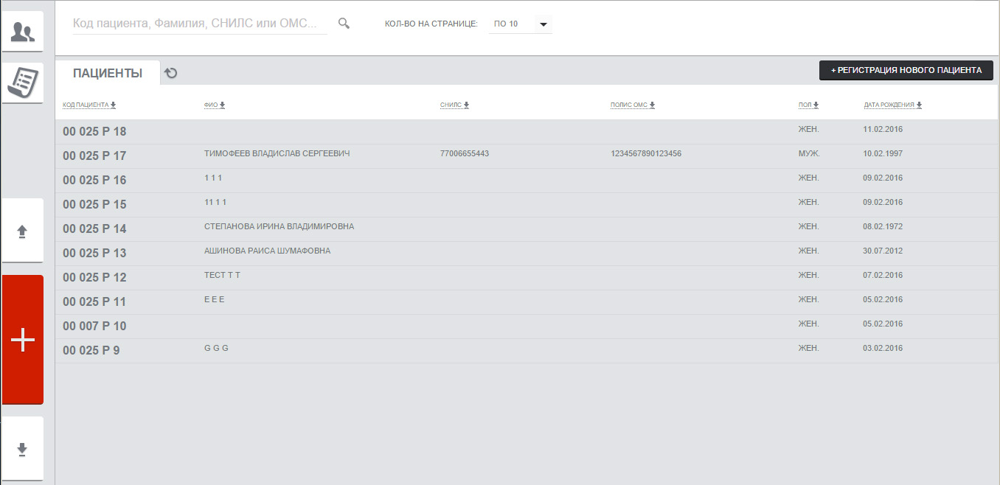 Код пациента, Фамилия, СНИЛС или ОМС... КОЛ-ВО НА СТРАНИЦЕ: ПО 10
ПАЦИЕНТЫ + РЕГИСТРАЦИЯ НОВОГО ПАЦИЕНТА
КОД ПАЦИЕНТА ФИО СНИЛС ПОЛИС ОМС ПОЛ ДАТА РОЖДЕНИЯ
00 025 P 18 ЖЕН. 11.02.2016
00 025 P 17 ТИМОФЕЕВ ВЛАДИСЛАВ СЕРГЕЕВИЧ 77006655443 1234567890123456 МУЖ. 10.02.1997
00 025 P 16 1 1 1 ЖЕН. 09.02.2016
00 025 P 15 11 1 1 ЖЕН. 09.02.2016
00 025 P 14 СТЕПАНОВА ИРИНА ВЛАДИМИРОВНА ЖЕН. 08.02.1972
00 025 P 13 АШИНОВА РАИСА ШУМАФОВНА ЖЕН. 30.07.2012
00 025 P 12 ТЕСТ Т Т ЖЕН. 07.02.2016
00 025 P 11 Е Е Е ЖЕН. 05.02.2016
00 007 P 10 ЖЕН. 05.02.2016
00 025 P 9 G G G ЖЕН. 03.02.2016